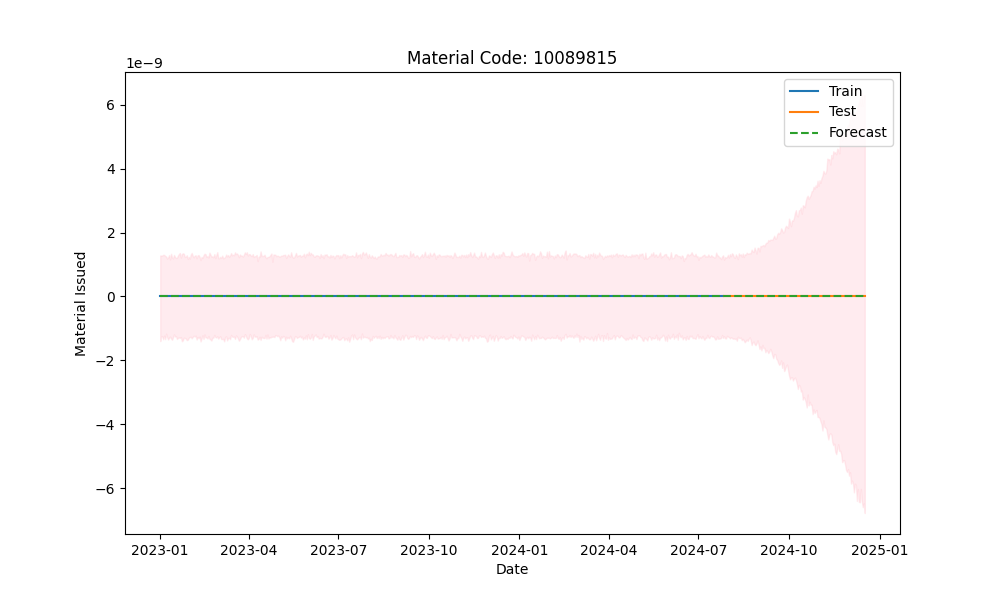 Material Code: 10089815
1e−9
Train
Test
Forecast
6
4
2
0
−2
−4
−6
Material Issued
2023-01 2023-04 2023-07 2023-10 2024-01 2024-04 2024-07 2024-10 2025-01
Date